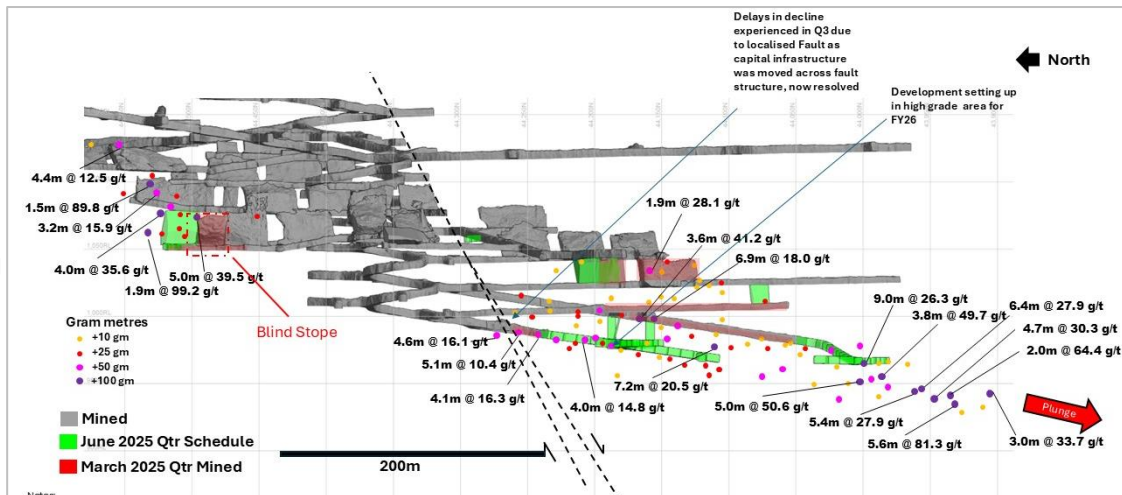 Delays in decline
experienced in Q3 due
to localised Fault as
capital infrastructure
was moved across fault
structure, now resolved
North
Development setting up
in high grade area for
FY26
4.4m @ 12.5 g/t
1.5m @ 89.8 g/t
3.2m @ 15.9 g/t
4.0m @ 35.6 g/t
5.0m @ 39.5 g/t
1.9m @ 99.2 g/t
Blind Stope
1.9m @ 28.1 g/t
3.6m @ 41.2 g/t
6.9m @ 18.0 g/t
9.0m @ 26.3 g/t
3.8m @ 49.7 g/t
6.4m @ 27.9 g/t
4.7m @ 30.3 g/t
2.0m @ 64.4 g/t
4.6m @ 16.1 g/t
5.1m @ 10.4 g/t
4.1m @ 16.3 g/t
4.0m @ 14.8 g/t
7.2m @ 20.5 g/t
5.0m @ 50.6 g/t
5.4m @ 27.9 g/t
5.6m @ 81.3 g/t
3.0m @ 33.7 g/t
Plunge
Gram metres
+10 gm
+25 gm
+50 gm
+100 gm
Mined
June 2025 Qtr Schedule
March 2025 Qtr Mined
200m